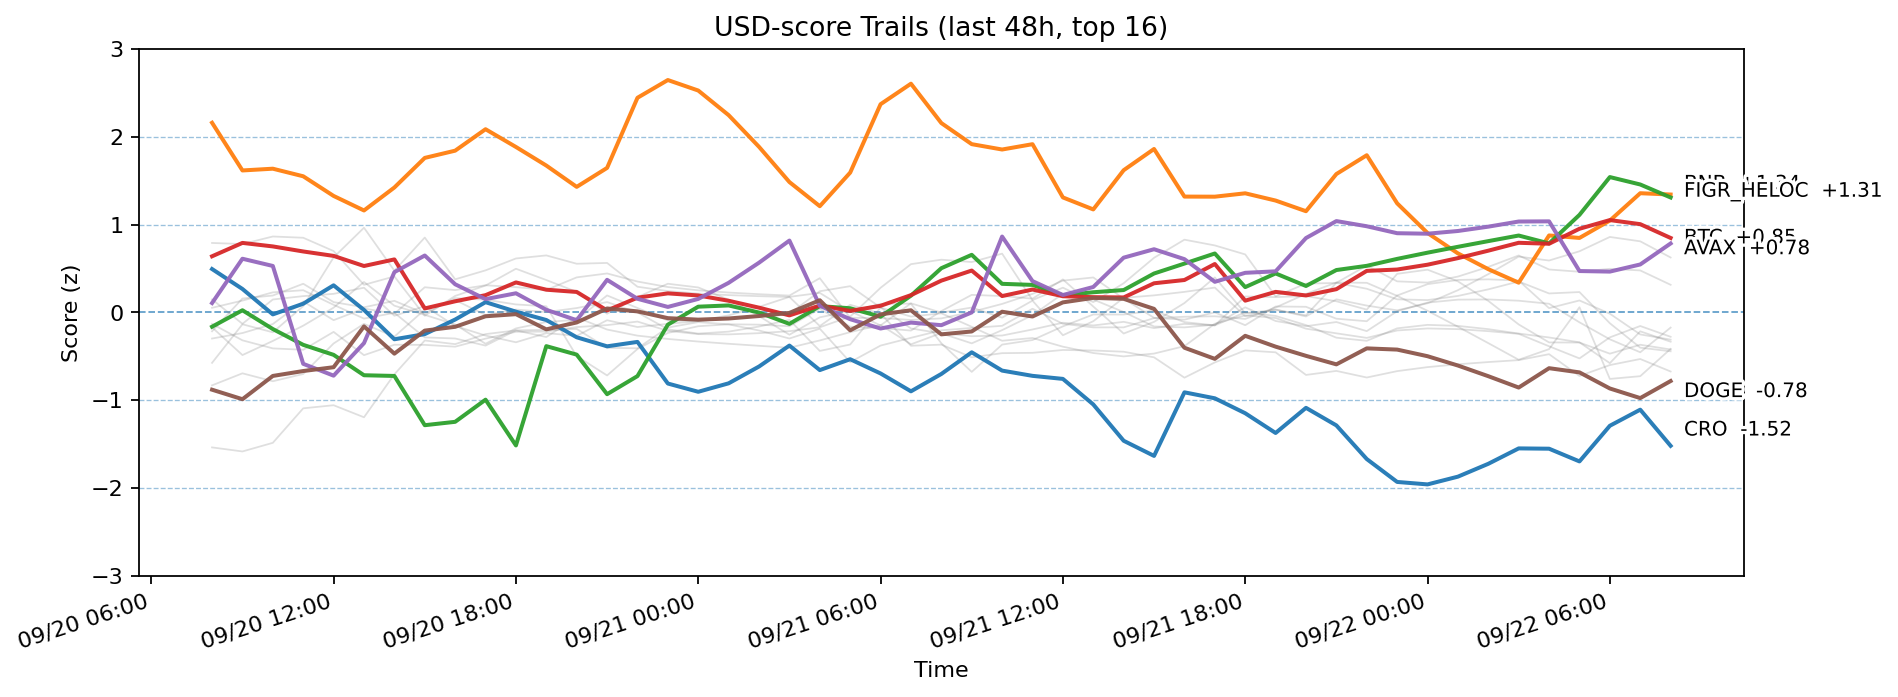 USD-score Trails (last 48h, top 16)
Score (z)
3
2
1
0
−1
−2
−3
FIGR_HELOC +1.31
BTC +0.85
AVAX +0.78
DOGE -0.78
CRO -1.52
09/20 06:00
09/20 12:00
09/20 18:00
09/21 00:00
09/21 06:00
09/21 12:00
09/21 18:00
09/22 00:00
09/22 06:00
Time